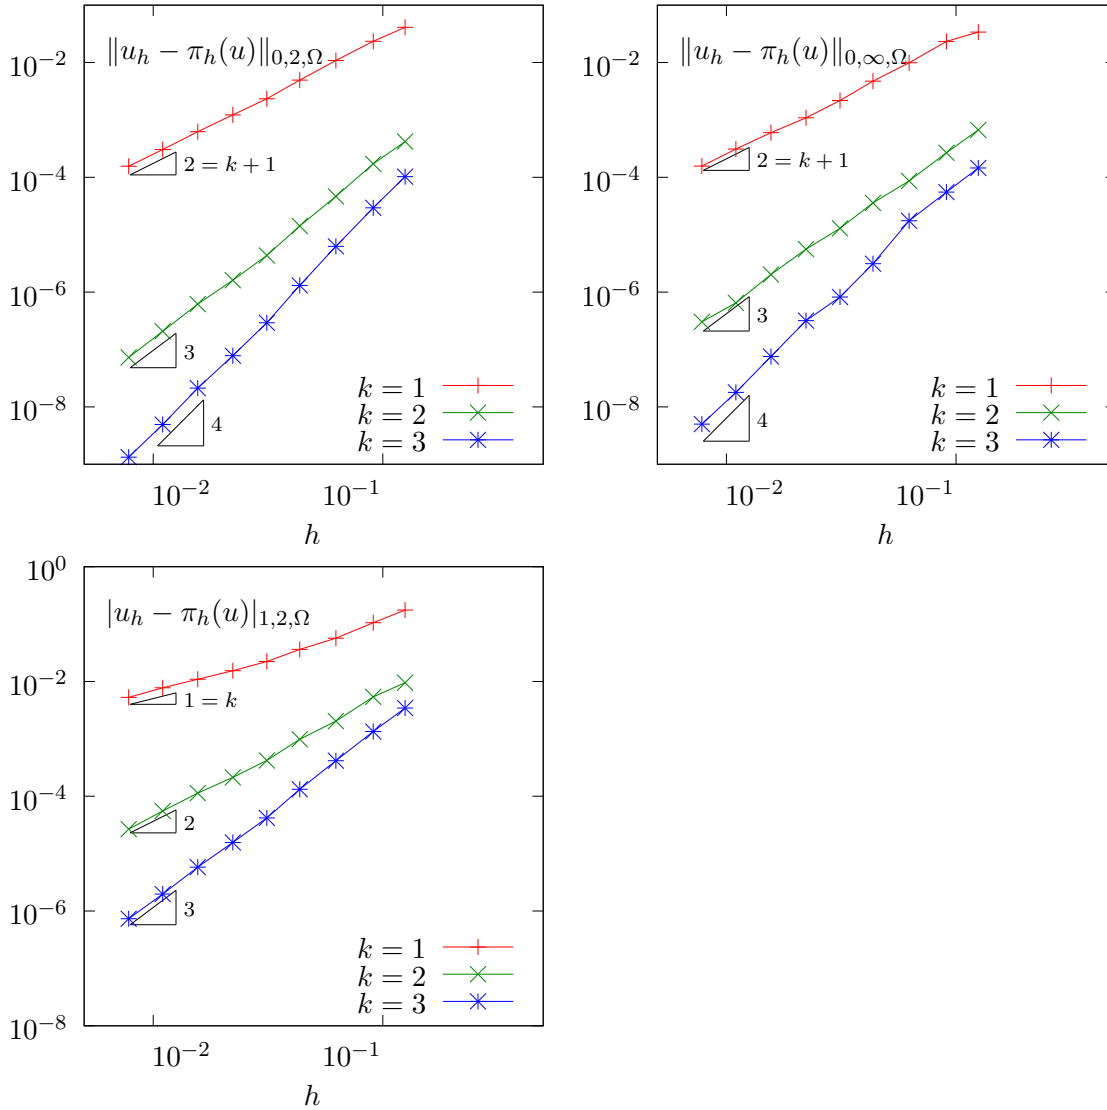 ‖u_h − π_h(u)‖_{0,2,Ω}
10^{−2}
10^{−4}
10^{−6}
10^{−8}
2 = k + 1
3
4
k = 1
k = 2
k = 3
10^{−2}
10^{−1}
h
‖u_h − π_h(u)‖_{0,∞,Ω}
10^{−2}
10^{−4}
10^{−6}
10^{−8}
2 = k + 1
3
4
k = 1
k = 2
k = 3
10^{−2}
10^{−1}
h
|u_h − π_h(u)|_{1,2,Ω}
10^{0}
10^{−2}
10^{−4}
10^{−6}
10^{−8}
1 = k
2
3
k = 1
k = 2
k = 3
10^{−2}
10^{−1}
h